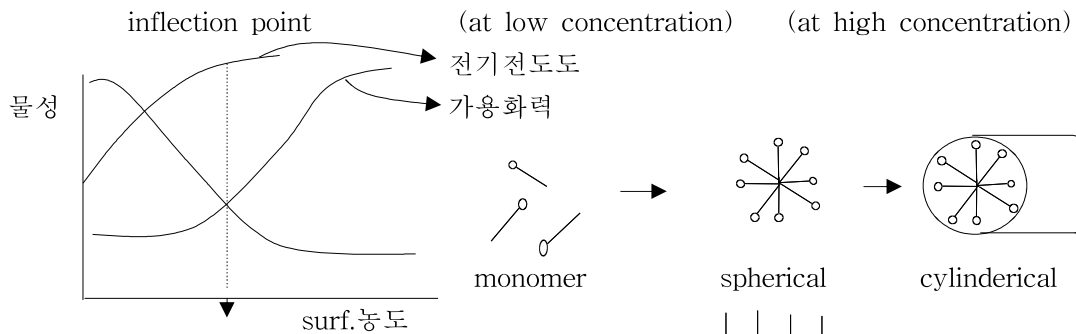 inflection point
(at low concentration)
(at high concentration)
전기전도도
물성
가용화력
monomer
spherical
cylinderical
surf.농도